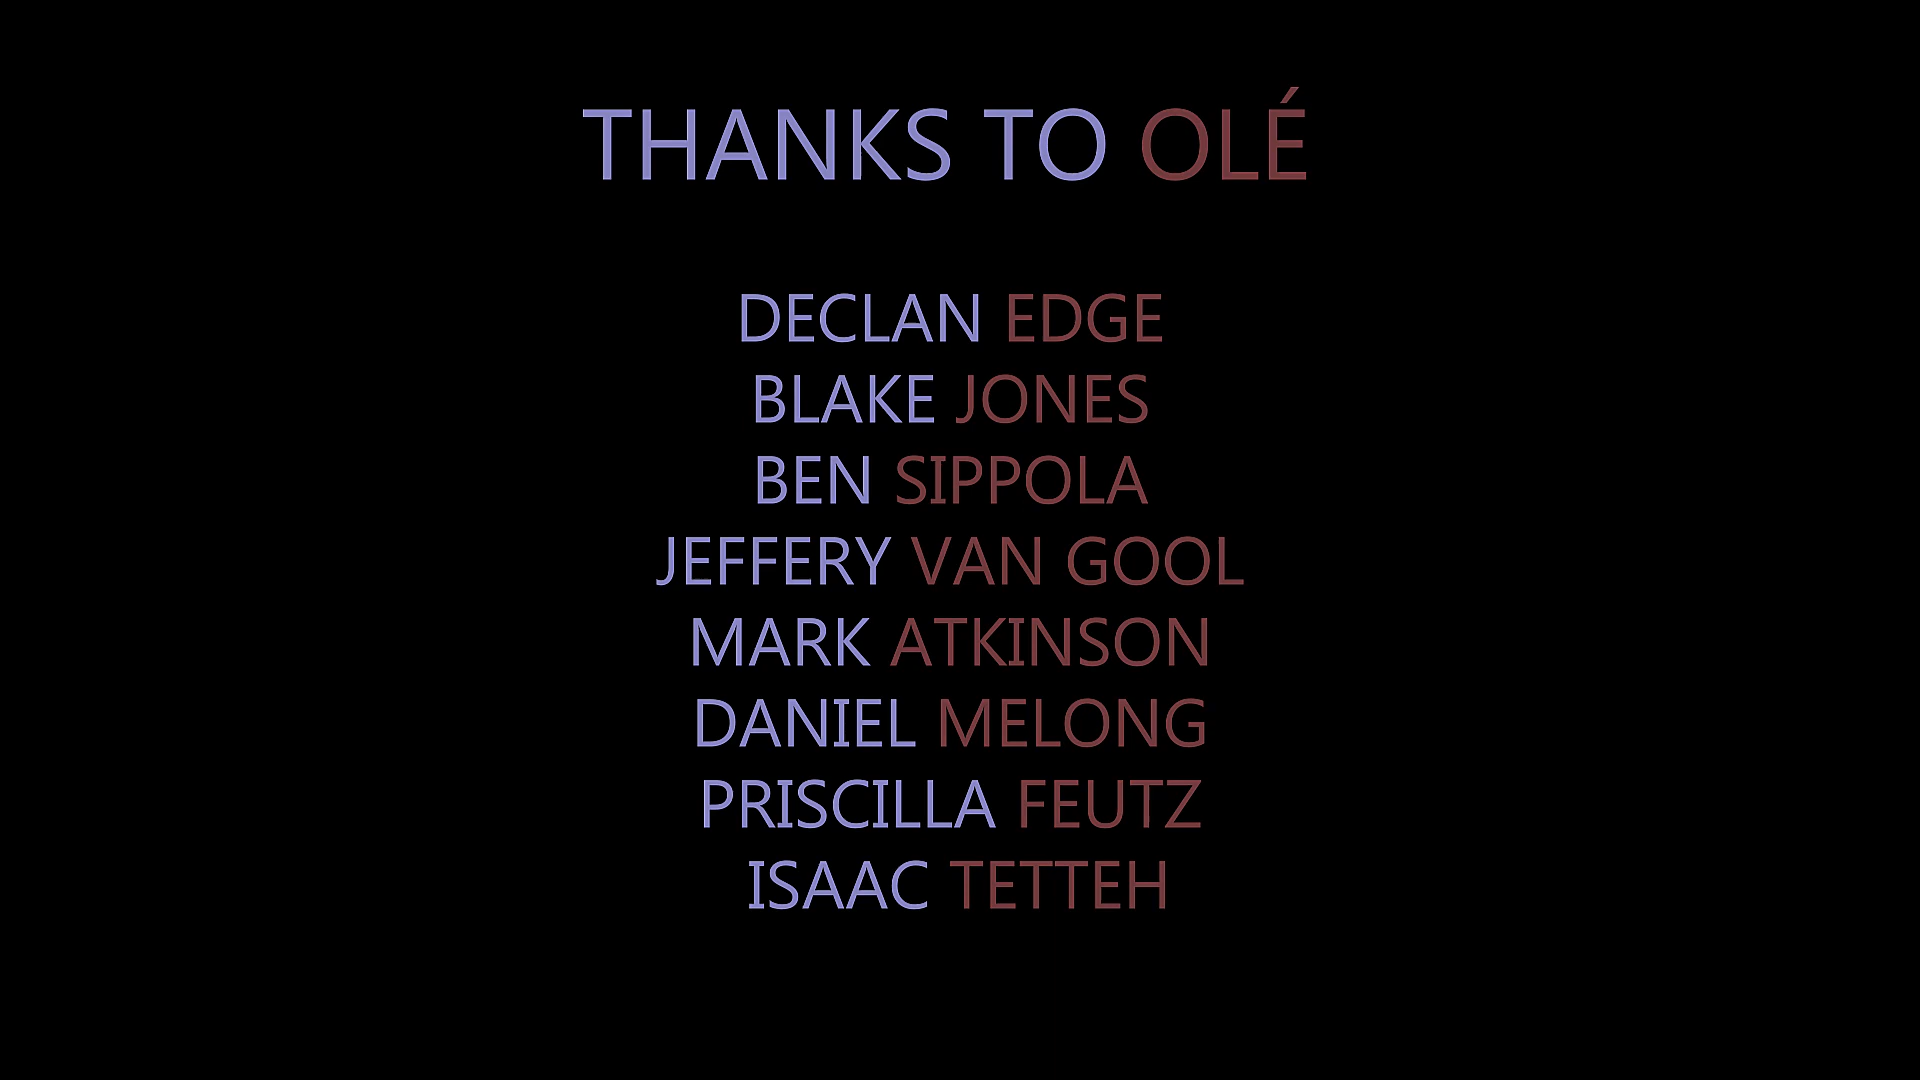 THANKS TO OLÉ
DECLAN EDGE
BLAKE JONES
BEN SIPPOLA
JEFFERY VAN GOOL
MARK ATKINSON
DANIEL MELONG
PRISCILLA FEUTZ
ISAAC TETTEH